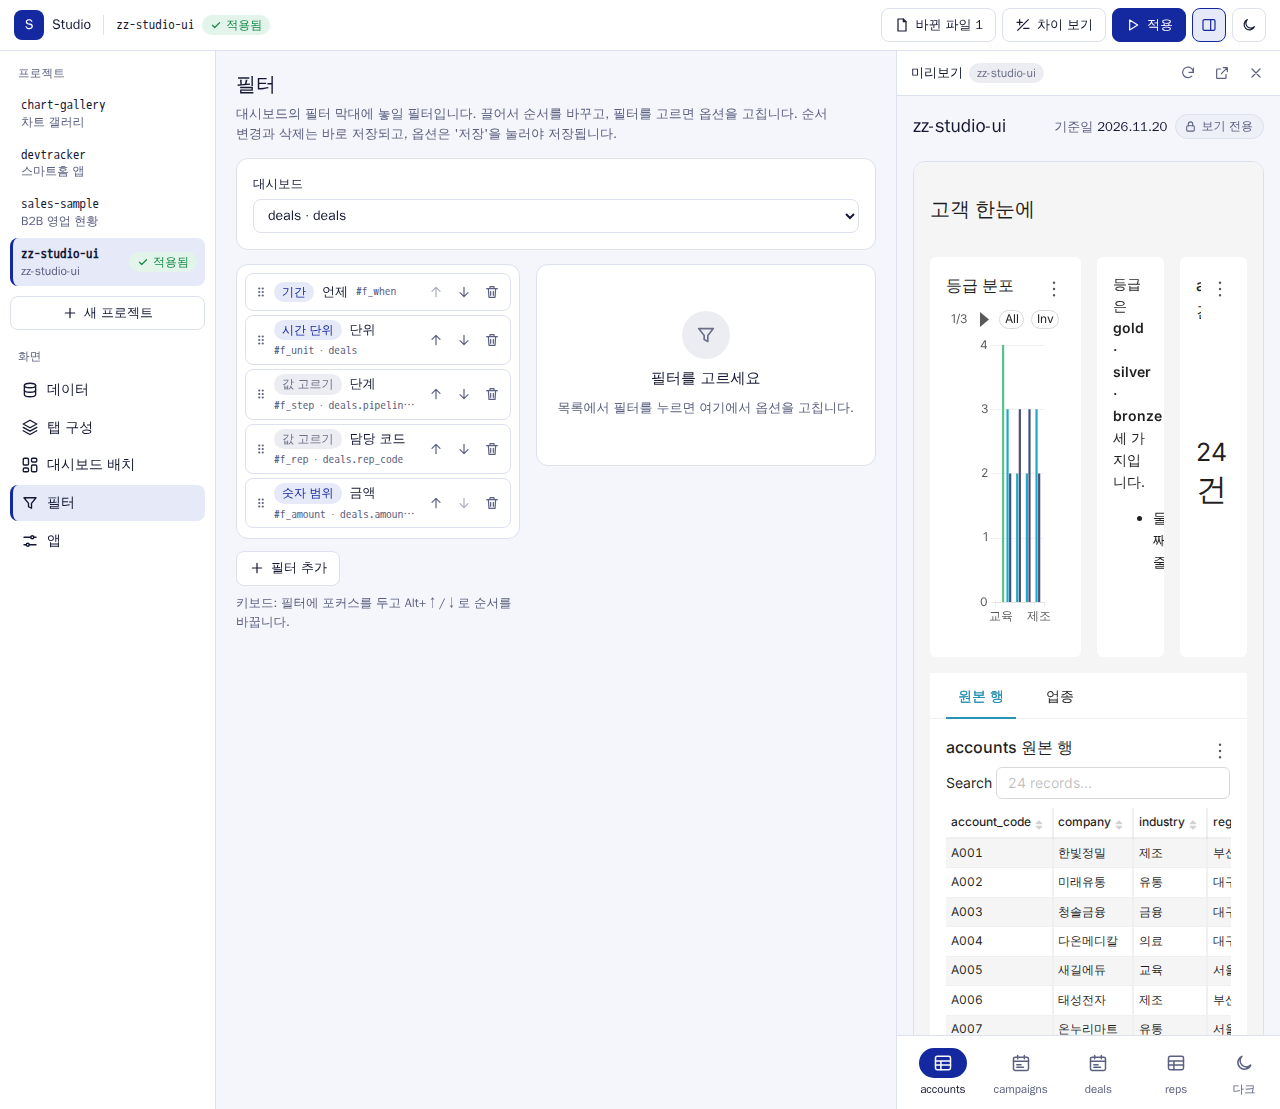 S Studio zz-studio-ui 적용됨 바뀐 파일 1 차이 보기 적용
프로젝트
chart-gallery
차트 갤러리
devtracker
스마트홈 앱
sales-sample
B2B 영업 현황
zz-studio-ui
zz-studio-ui
적용됨
새 프로젝트
화면
데이터
탭 구성
대시보드 배치
필터
앱
필터
대시보드의 필터 막대에 놓일 필터입니다. 끌어서 순서를 바꾸고, 필터를 고르면 옵션을 고칩니다. 순서
변경과 삭제는 바로 저장되고, 옵션은 '저장'을 눌러야 저장됩니다.
대시보드
deals · deals
기간 언제 #f_when
시간 단위 단위
#f_unit · deals
값 고르기 단계
#f_step · deals.pipelin…
값 고르기 담당 코드
#f_rep · deals.rep_code
숫자 범위 금액
#f_amount · deals.amoun…
필터 추가
키보드: 필터에 포커스를 두고 Alt+↑/↓로 순서를
바꿉니다.
필터를 고르세요
목록에서 필터를 누르면 여기에서 옵션을 고칩니다.
미리보기 zz-studio-ui
zz-studio-ui 기준일 2026.11.20 보기 전용
고객 한눈에
등급 분포
1/3 All Inv
4
3
2
1
0
교육 제조
등급
은
gold
·
silver
·
bronze
세 가
지입
니다.
• 둘
째
줄
24
건
원본 행 업종
accounts 원본 행
Search 24 records...
account_code company industry reg
A001 한빛정밀 제조 부산
A002 미래유통 유통 대구
A003 청솔금융 금융 대구
A004 다온메디칼 의료 대구
A005 새길에듀 교육 서울
A006 태성전자 제조 부산
A007 온누리마트 유통 서울
accounts campaigns deals reps 다크